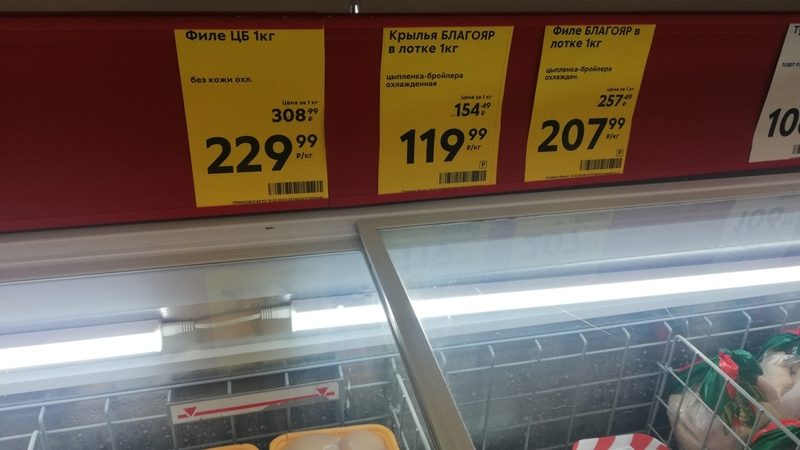 Филе ЦБ 1кг
без кожи охл.
Цена за 1 кг
308 99 ₽
229 99 ₽/кг
Крылья БЛАГОЯР
в лотке 1кг
цыпленка-бройлера
охлажденная
Цена за 1 кг
154 49 ₽
119 99 ₽/кг
P
Филе БЛАГОЯР в
лотке 1кг
цыпленка-бройлера
охлажден.
Цена за 1 кг
257 49 ₽
207 99 ₽/кг
P